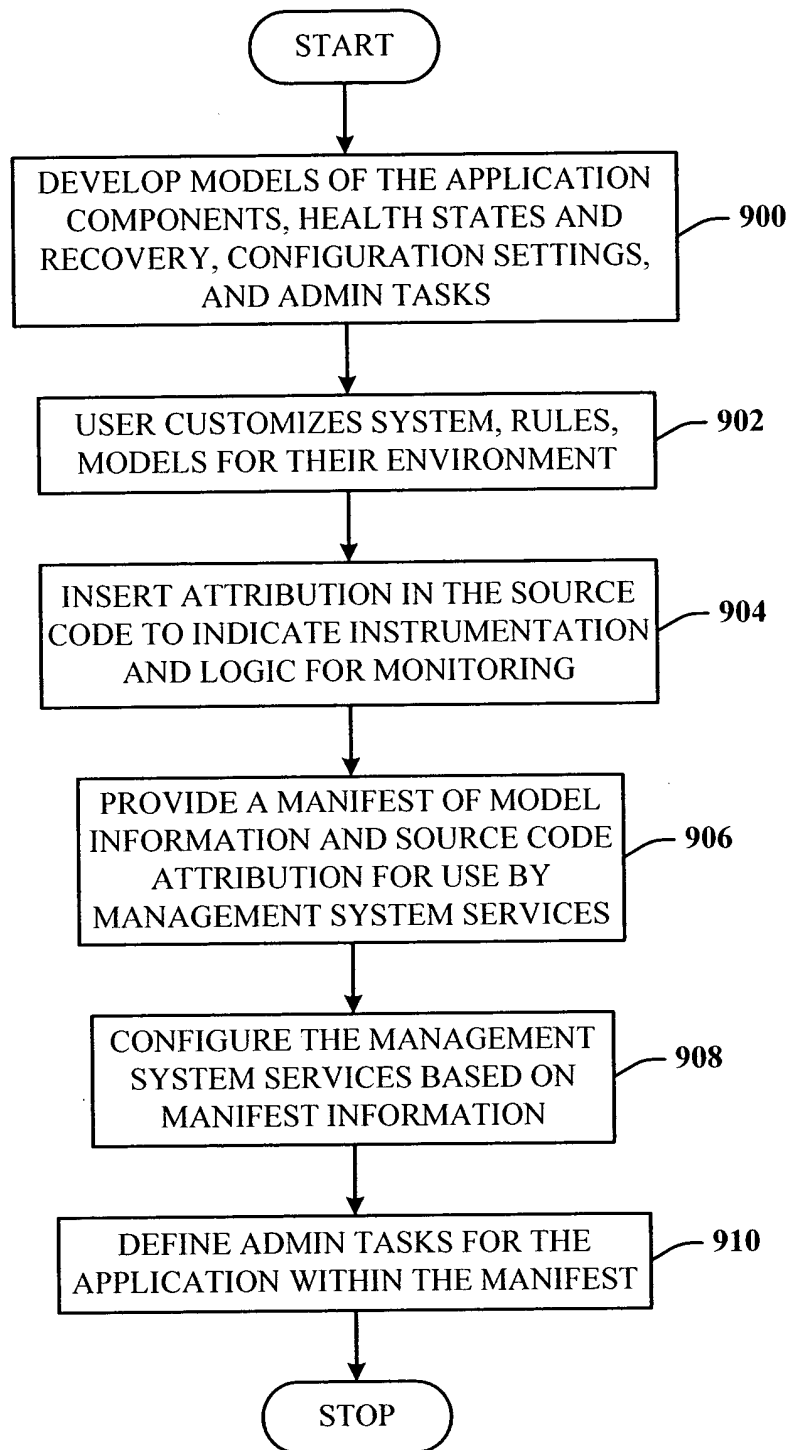 START
DEVELOP MODELS OF THE APPLICATION
COMPONENTS, HEALTH STATES AND
RECOVERY, CONFIGURATION SETTINGS,
AND ADMIN TASKS
900
USER CUSTOMIZES SYSTEM, RULES,
MODELS FOR THEIR ENVIRONMENT
902
INSERT ATTRIBUTION IN THE SOURCE
CODE TO INDICATE INSTRUMENTATION
AND LOGIC FOR MONITORING
904
PROVIDE A MANIFEST OF MODEL
INFORMATION AND SOURCE CODE
ATTRIBUTION FOR USE BY
MANAGEMENT SYSTEM SERVICES
906
CONFIGURE THE MANAGEMENT
SYSTEM SERVICES BASED ON
MANIFEST INFORMATION
908
DEFINE ADMIN TASKS FOR THE
APPLICATION WITHIN THE MANIFEST
910
STOP